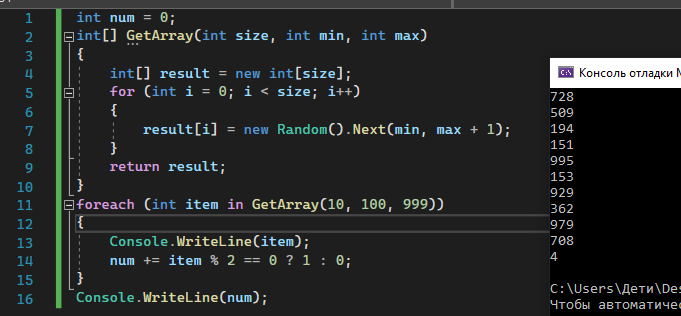 1 int num = 0;
2 int[] GetArray(int size, int min, int max)
3 {
4 int[] result = new int[size];
5 for (int i = 0; i < size; i++)
6 {
7 result[i] = new Random().Next(min, max + 1);
8 }
9 return result;
10 }
11 foreach (int item in GetArray(10, 100, 999))
12 {
13 Console.WriteLine(item);
14 num += item % 2 == 0 ? 1 : 0;
15 }
16 Console.WriteLine(num);
C:\ Консоль отладки M
728
509
194
151
995
153
929
362
979
708
4
C:\Users\Дети\Des
Чтобы автоматичес